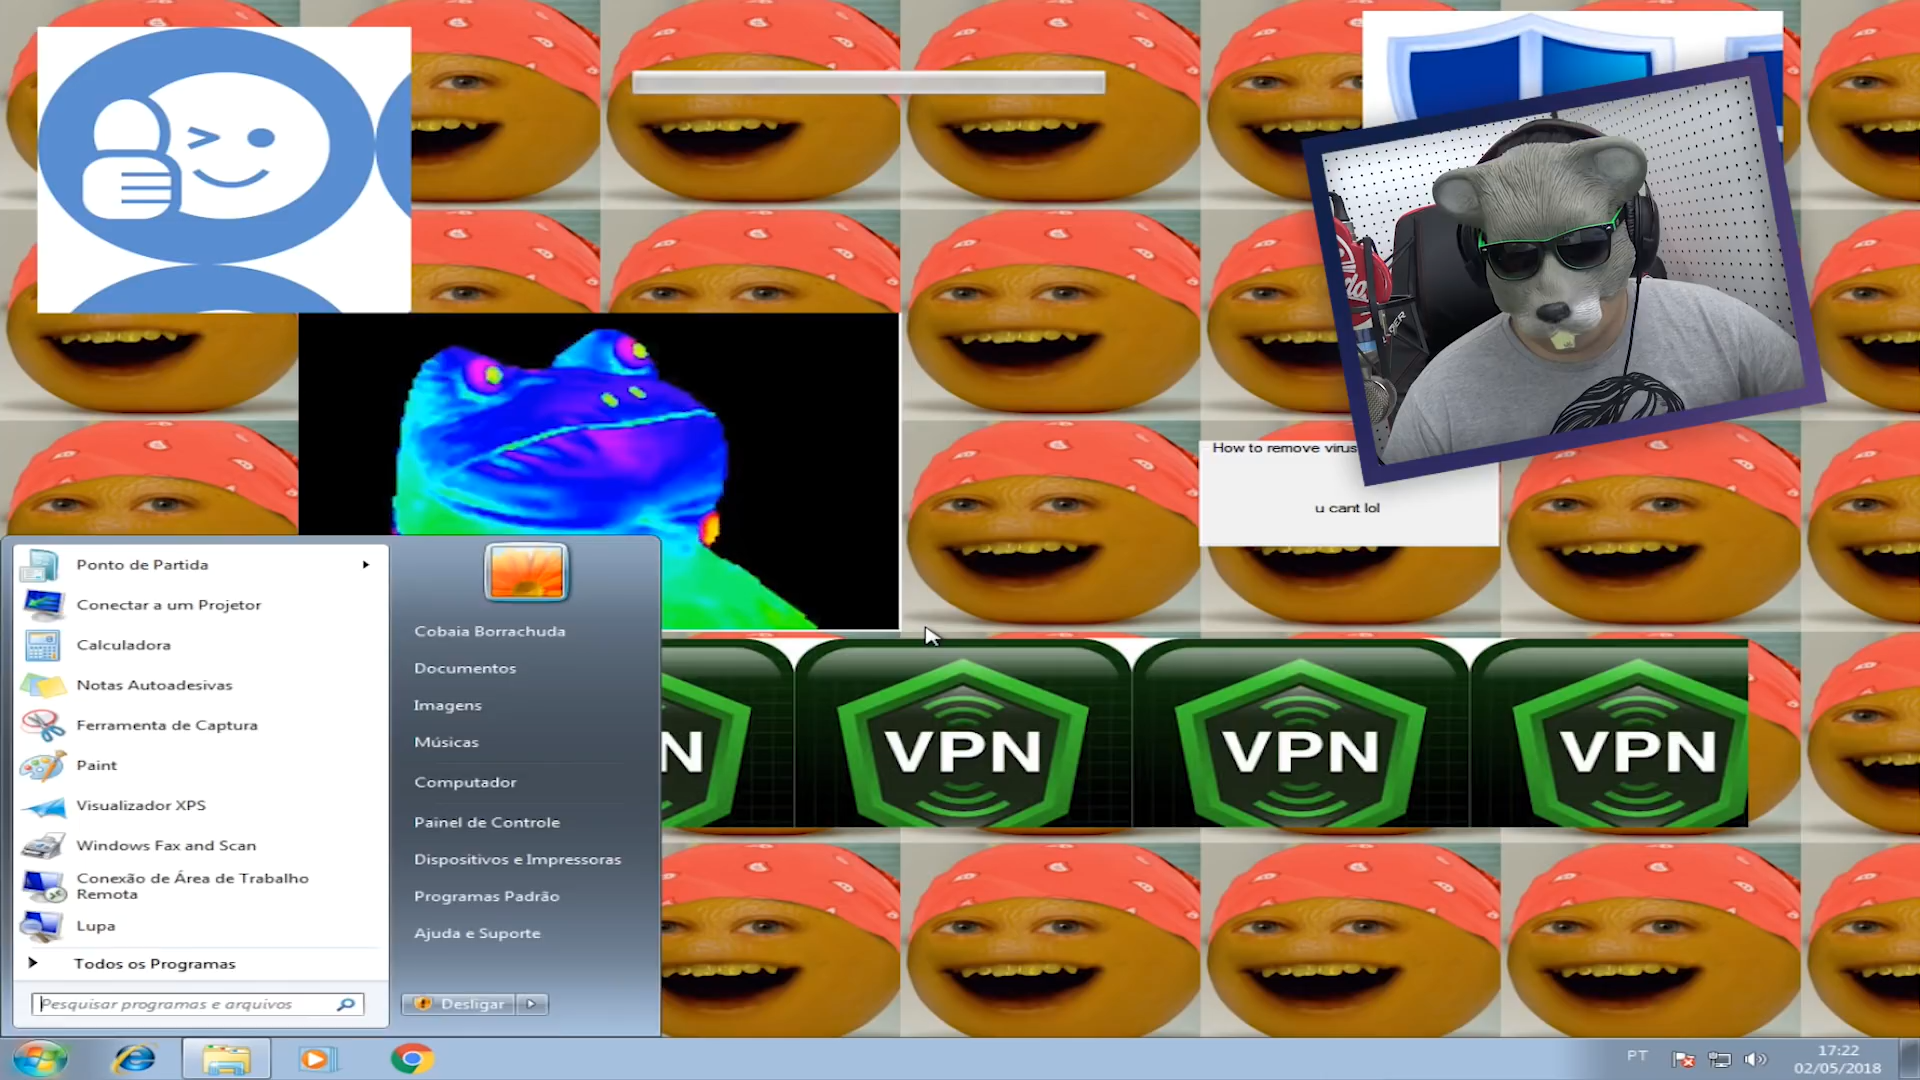 How to remove virus
u cant lol
Ponto de Partida
Conectar a um Projetor
Calculadora
Notas Autoadesivas
Ferramenta de Captura
Paint
Visualizador XPS
Windows Fax and Scan
Conexão de Área de Trabalho
Remota
Lupa
Todos os Programas
Pesquisar programas e arquivos
Cobaia Borrachuda
Documentos
Imagens
Músicas
Computador
Painel de Controle
Dispositivos e Impressoras
Programas Padrão
Ajuda e Suporte
Desligar
N
VPN
VPN
VPN
PT
17:22
02/05/2018